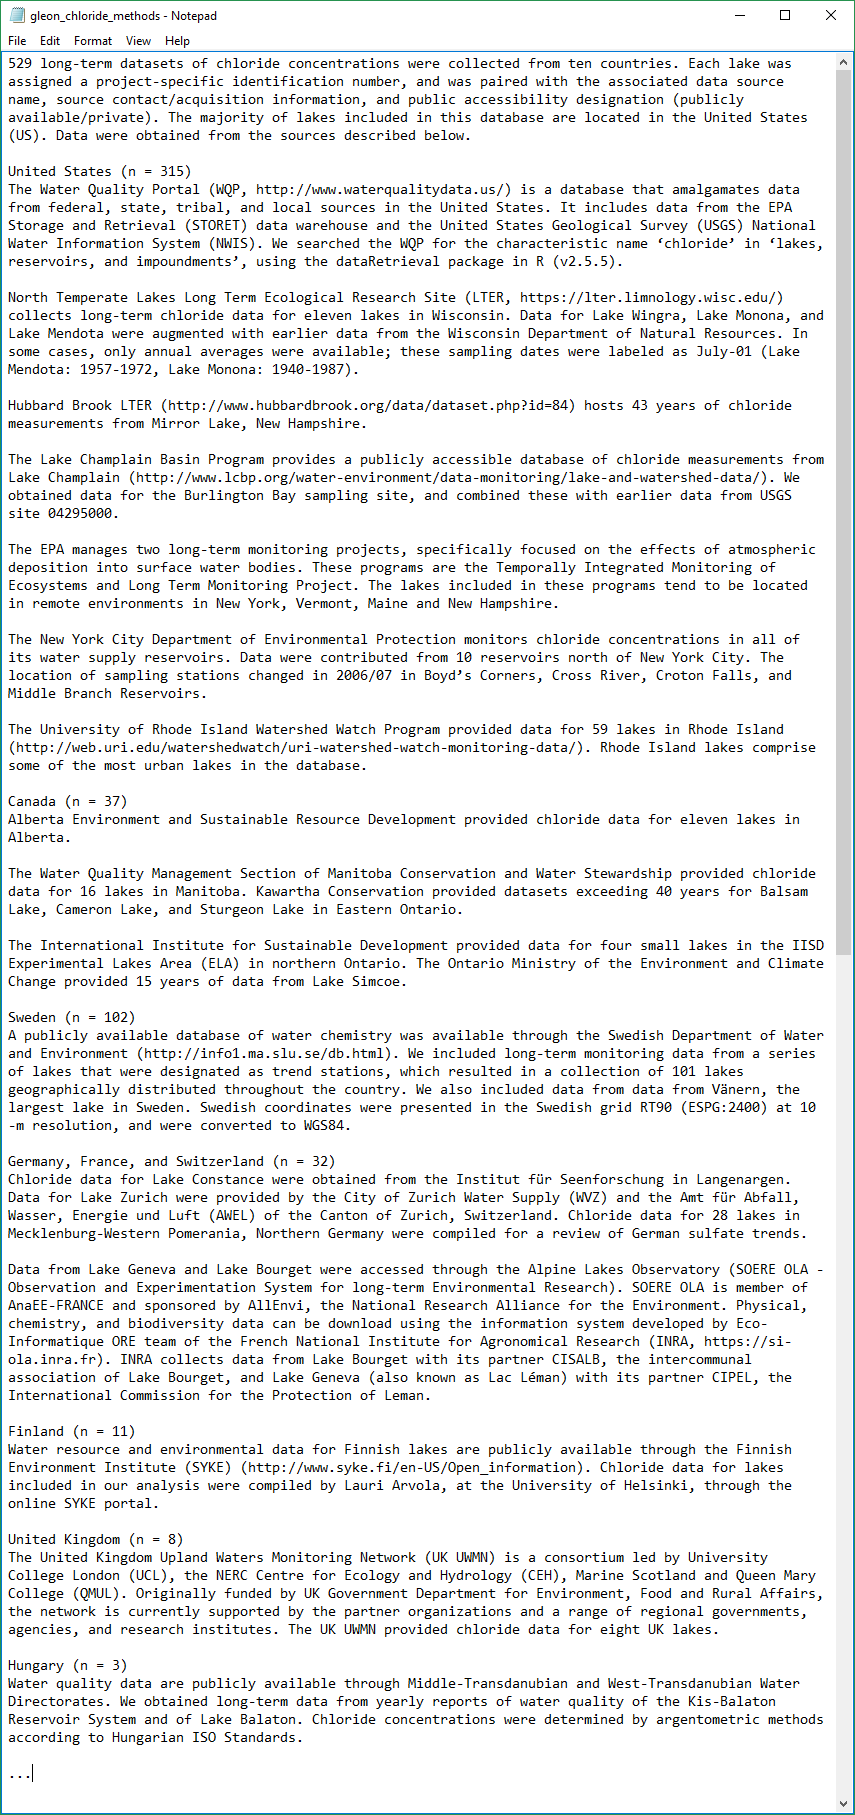 gleon_chloride_methods - Notepad
File Edit Format View Help
529 long-term datasets of chloride concentrations were collected from ten countries. Each lake was
assigned a project-specific identification number, and was paired with the associated data source
name, source contact/acquisition information, and public accessibility designation (publicly
available/private). The majority of lakes included in this database are located in the United States
(US). Data were obtained from the sources described below.
United States (n = 315)
The Water Quality Portal (WQP, http://www.waterqualitydata.us/) is a database that amalgamates data
from federal, state, tribal, and local sources in the United States. It includes data from the EPA
Storage and Retrieval (STORET) data warehouse and the United States Geological Survey (USGS) National
Water Information System (NWIS). We searched the WQP for the characteristic name ‘chloride’ in ‘lakes,
reservoirs, and impoundments’, using the dataRetrieval package in R (v2.5.5).
North Temperate Lakes Long Term Ecological Research Site (LTER, https://lter.limnology.wisc.edu/)
collects long-term chloride data for eleven lakes in Wisconsin. Data for Lake Wingra, Lake Monona, and
Lake Mendota were augmented with earlier data from the Wisconsin Department of Natural Resources. In
some cases, only annual averages were available; these sampling dates were labeled as July-01 (Lake
Mendota: 1957-1972, Lake Monona: 1940-1987).
Hubbard Brook LTER (http://www.hubbardbrook.org/data/dataset.php?id=84) hosts 43 years of chloride
measurements from Mirror Lake, New Hampshire.
The Lake Champlain Basin Program provides a publicly accessible database of chloride measurements from
Lake Champlain (http://www.lcbp.org/water-environment/data-monitoring/lake-and-watershed-data/). We
obtained data for the Burlington Bay sampling site, and combined these with earlier data from USGS
site 04295000.
The EPA manages two long-term monitoring projects, specifically focused on the effects of atmospheric
deposition into surface water bodies. These programs are the Temporally Integrated Monitoring of
Ecosystems and Long Term Monitoring Project. The lakes included in these programs tend to be located
in remote environments in New York, Vermont, Maine and New Hampshire.
The New York City Department of Environmental Protection monitors chloride concentrations in all of
its water supply reservoirs. Data were contributed from 10 reservoirs north of New York City. The
location of sampling stations changed in 2006/07 in Boyd’s Corners, Cross River, Croton Falls, and
Middle Branch Reservoirs.
The University of Rhode Island Watershed Watch Program provided data for 59 lakes in Rhode Island
(http://web.uri.edu/watershedwatch/uri-watershed-watch-monitoring-data/). Rhode Island lakes comprise
some of the most urban lakes in the database.
Canada (n = 37)
Alberta Environment and Sustainable Resource Development provided chloride data for eleven lakes in
Alberta.
The Water Quality Management Section of Manitoba Conservation and Water Stewardship provided chloride
data for 16 lakes in Manitoba. Kawartha Conservation provided datasets exceeding 40 years for Balsam
Lake, Cameron Lake, and Sturgeon Lake in Eastern Ontario.
The International Institute for Sustainable Development provided data for four small lakes in the IISD
Experimental Lakes Area (ELA) in northern Ontario. The Ontario Ministry of the Environment and Climate
Change provided 15 years of data from Lake Simcoe.
Sweden (n = 102)
A publicly available database of water chemistry was available through the Swedish Department of Water
and Environment (http://info1.ma.slu.se/db.html). We included long-term monitoring data from a series
of lakes that were designated as trend stations, which resulted in a collection of 101 lakes
geographically distributed throughout the country. We also included data from data from Vänern, the
largest lake in Sweden. Swedish coordinates were presented in the Swedish grid RT90 (ESPG:2400) at 10
-m resolution, and were converted to WGS84.
Germany, France, and Switzerland (n = 32)
Chloride data for Lake Constance were obtained from the Institut für Seenforschung in Langenargen.
Data for Lake Zurich were provided by the City of Zurich Water Supply (WVZ) and the Amt für Abfall,
Wasser, Energie und Luft (AWEL) of the Canton of Zurich, Switzerland. Chloride data for 28 lakes in
Mecklenburg-Western Pomerania, Northern Germany were compiled for a review of German sulfate trends.
Data from Lake Geneva and Lake Bourget were accessed through the Alpine Lakes Observatory (SOERE OLA -
Observation and Experimentation System for long-term Environmental Research). SOERE OLA is member of
AnaEE-FRANCE and sponsored by AllEnvi, the National Research Alliance for the Environment. Physical,
chemistry, and biodiversity data can be download using the information system developed by Eco-
Informatique ORE team of the French National Institute for Agronomical Research (INRA, https://si-
ola.inra.fr). INRA collects data from Lake Bourget with its partner CISALB, the intercommunal
association of Lake Bourget, and Lake Geneva (also known as Lac Léman) with its partner CIPEL, the
International Commission for the Protection of Leman.
Finland (n = 11)
Water resource and environmental data for Finnish lakes are publicly available through the Finnish
Environment Institute (SYKE) (http://www.syke.fi/en-US/Open_information). Chloride data for lakes
included in our analysis were compiled by Lauri Arvola, at the University of Helsinki, through the
online SYKE portal.
United Kingdom (n = 8)
The United Kingdom Upland Waters Monitoring Network (UK UWMN) is a consortium led by University
College London (UCL), the NERC Centre for Ecology and Hydrology (CEH), Marine Scotland and Queen Mary
College (QMUL). Originally funded by UK Government Department for Environment, Food and Rural Affairs,
the network is currently supported by the partner organizations and a range of regional governments,
agencies, and research institutes. The UK UWMN provided chloride data for eight UK lakes.
Hungary (n = 3)
Water quality data are publicly available through Middle-Transdanubian and West-Transdanubian Water
Directorates. We obtained long-term data from yearly reports of water quality of the Kis-Balaton
Reservoir System and of Lake Balaton. Chloride concentrations were determined by argentometric methods
according to Hungarian ISO Standards.
...